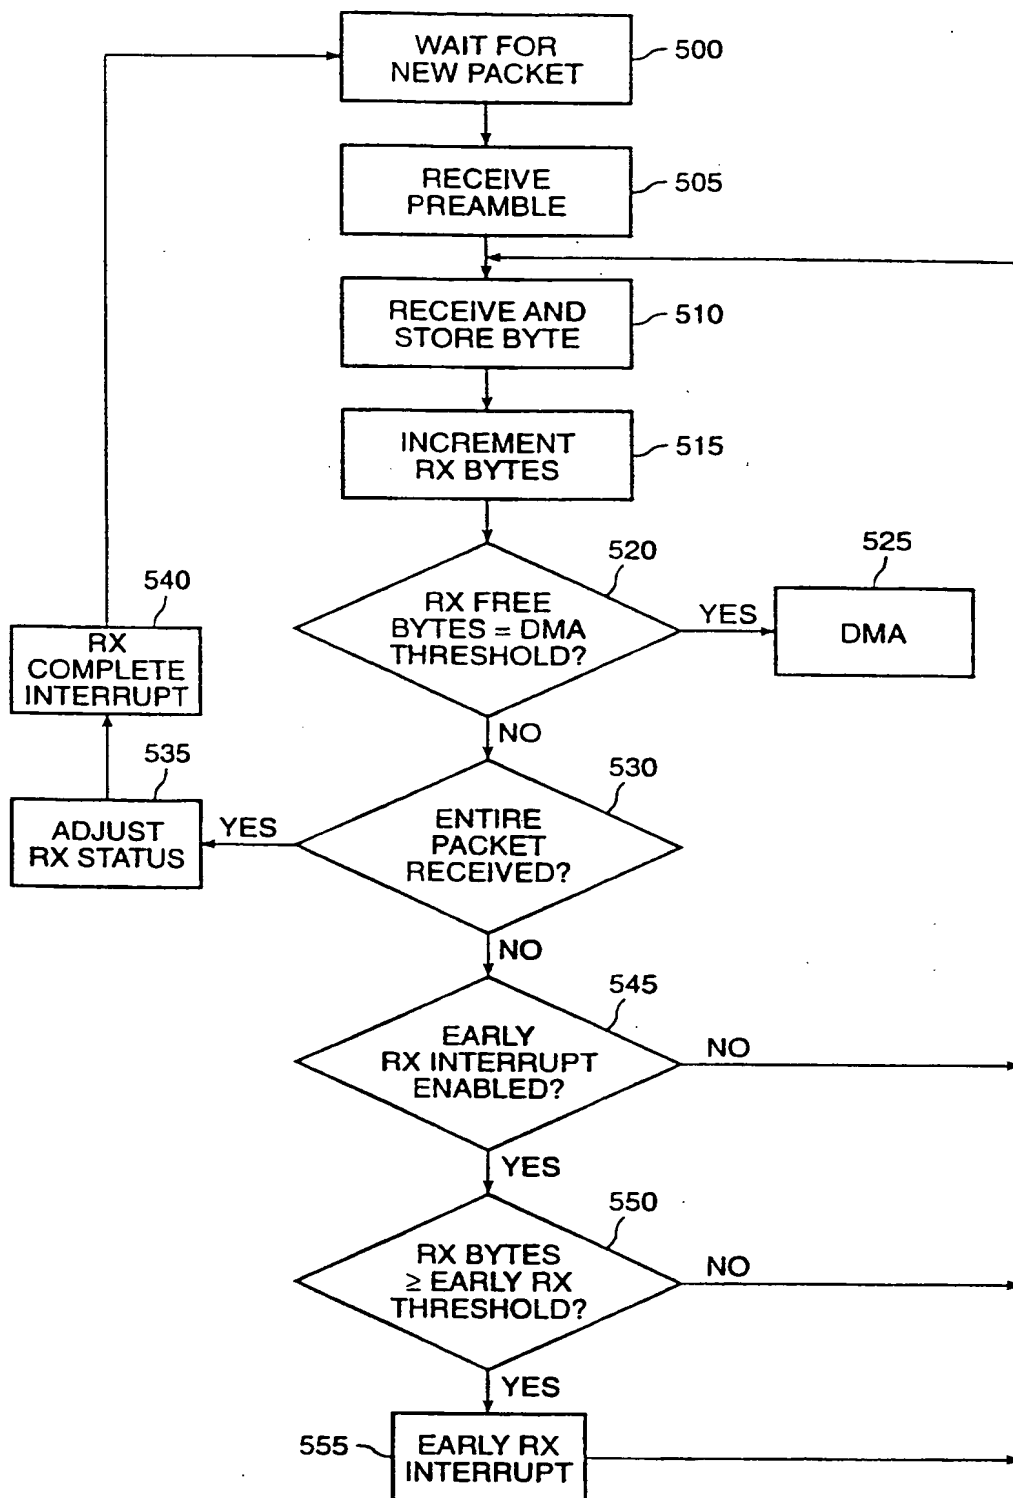 WAIT FOR
NEW PACKET
500
RECEIVE
PREAMBLE
505
RECEIVE AND
STORE BYTE
510
INCREMENT
RX BYTES
515
520
RX FREE
BYTES = DMA
THRESHOLD?
YES
525
DMA
540
RX
COMPLETE
INTERRUPT
NO
535
ADJUST
RX STATUS
YES
530
ENTIRE
PACKET
RECEIVED?
NO
545
EARLY
RX INTERRUPT
ENABLED?
NO
YES
550
RX BYTES
≥ EARLY RX
THRESHOLD?
NO
YES
555
EARLY RX
INTERRUPT